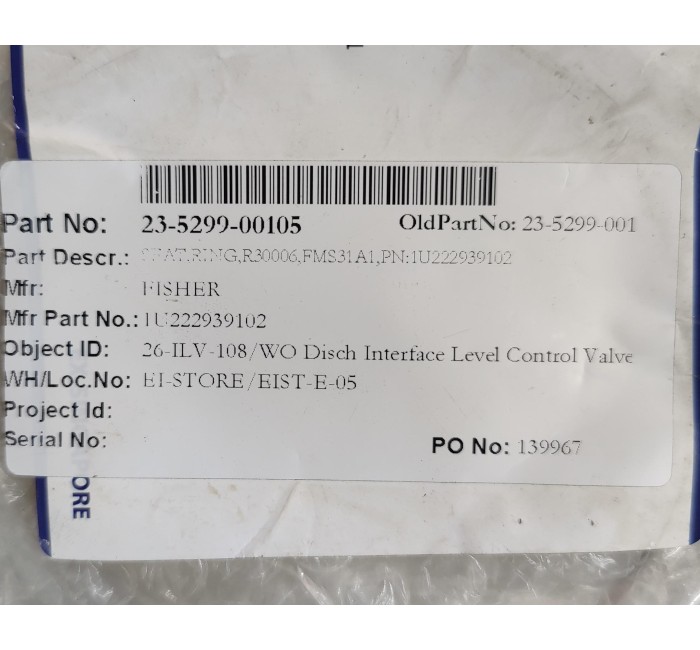 Part No: 23-5299-00105 OldPartNo: 23-5299-001
Part Descr.: SEAT,RING,R30006,FMS31A1,PN:1U222939102
Mfr: FISHER
Mfr Part No.: 1U222939102
Object ID: 26-ILV-108/WO Disch Interface Level Control Valve
WH/Loc.No: EI-STORE/EIST-E-05
Project Id:
Serial No:
PO No: 139967
ORE